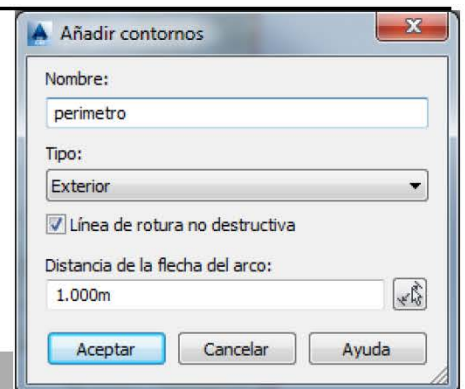 Añadir contornos
Nombre:
perimetro
Tipo:
Exterior
Línea de rotura no destructiva
Distancia de la flecha del arco:
1.000m
Aceptar Cancelar Ayuda